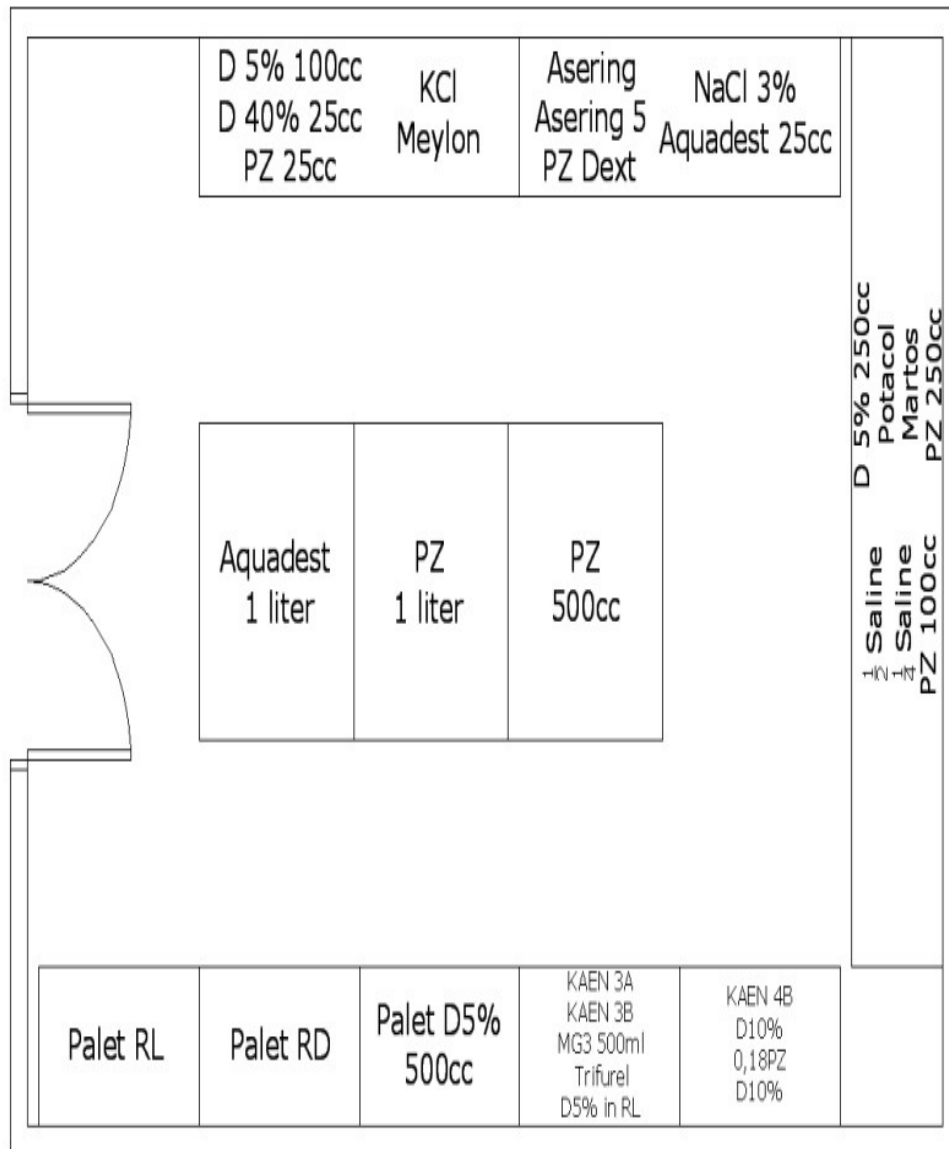 D 5% 100cc
D 40% 25cc
PZ 25cc
KCl
Meylon
Asering
Asering 5
PZ Dext
NaCl 3%
Aquadest 25cc
D 5% 250cc
Potacol
Martos
PZ 250cc
½ Saline
¼ Saline
PZ 100cc
Aquadest
1 liter
PZ
1 liter
PZ
500cc
Palet RL
Palet RD
Palet D5%
500cc
KAEN 3A
KAEN 3B
MG3 500ml
Trifurel
D5% in RL
KAEN 4B
D10%
0,18PZ
D10%